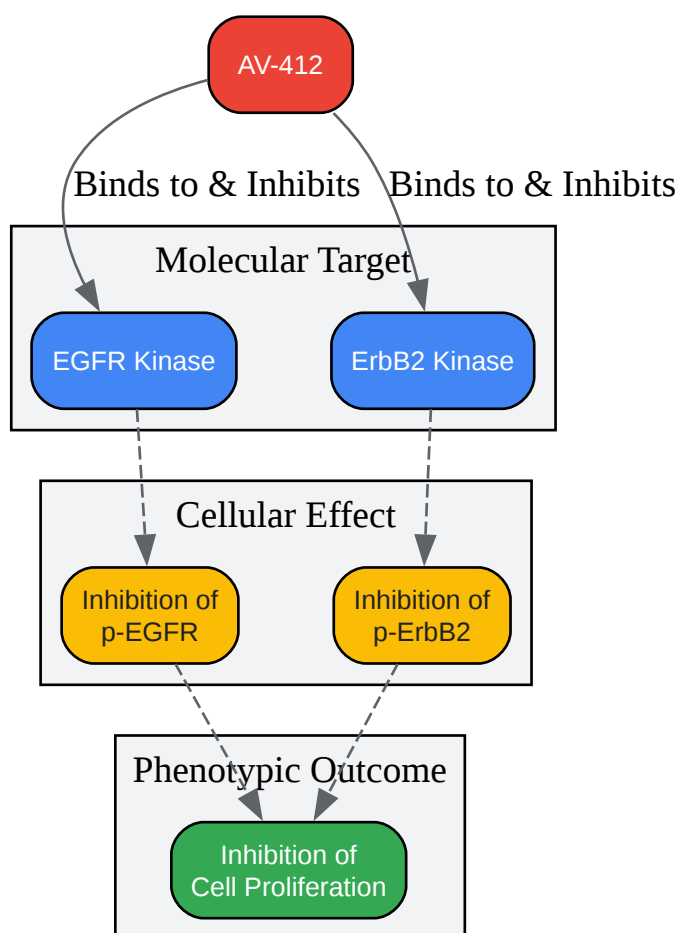 AV-412
Binds to & Inhibits
Binds to & Inhibits
Molecular Target
EGFR Kinase
ErbB2 Kinase
Cellular Effect
Inhibition of
p-EGFR
Inhibition of
p-ErbB2
Phenotypic Outcome
Inhibition of
Cell Proliferation